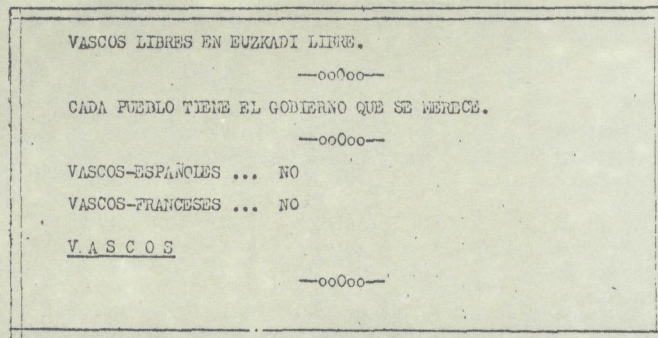 VASCOS LIBRES EN EUZKADI LIBRE.
—ooOoo—
CADA PUEBLO TIENE EL GOBIERNO QUE SE MERECE.
—ooOoo—
VASCOS-ESPAÑOLES ... NO
VASCOS-FRANCESES ... NO
V A S C O S
—ooOoo—